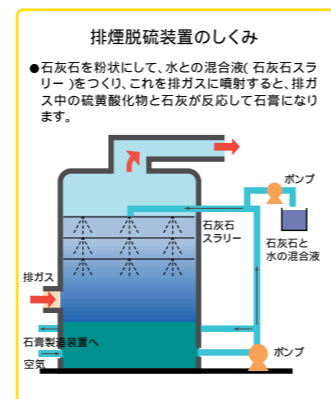 排煙脱硫装置のしくみ
●石灰石を粉状にして、水との混合液(石灰石スラ
リー)をつくり、これを排ガスに噴射すると、排ガ
ス中の硫黄酸化物と石灰が反応して石膏になり
ます。
ポンプ
石灰石
スラリー
石灰石と
水の混合液
排ガス
石膏製造装置へ
空気
ポンプ